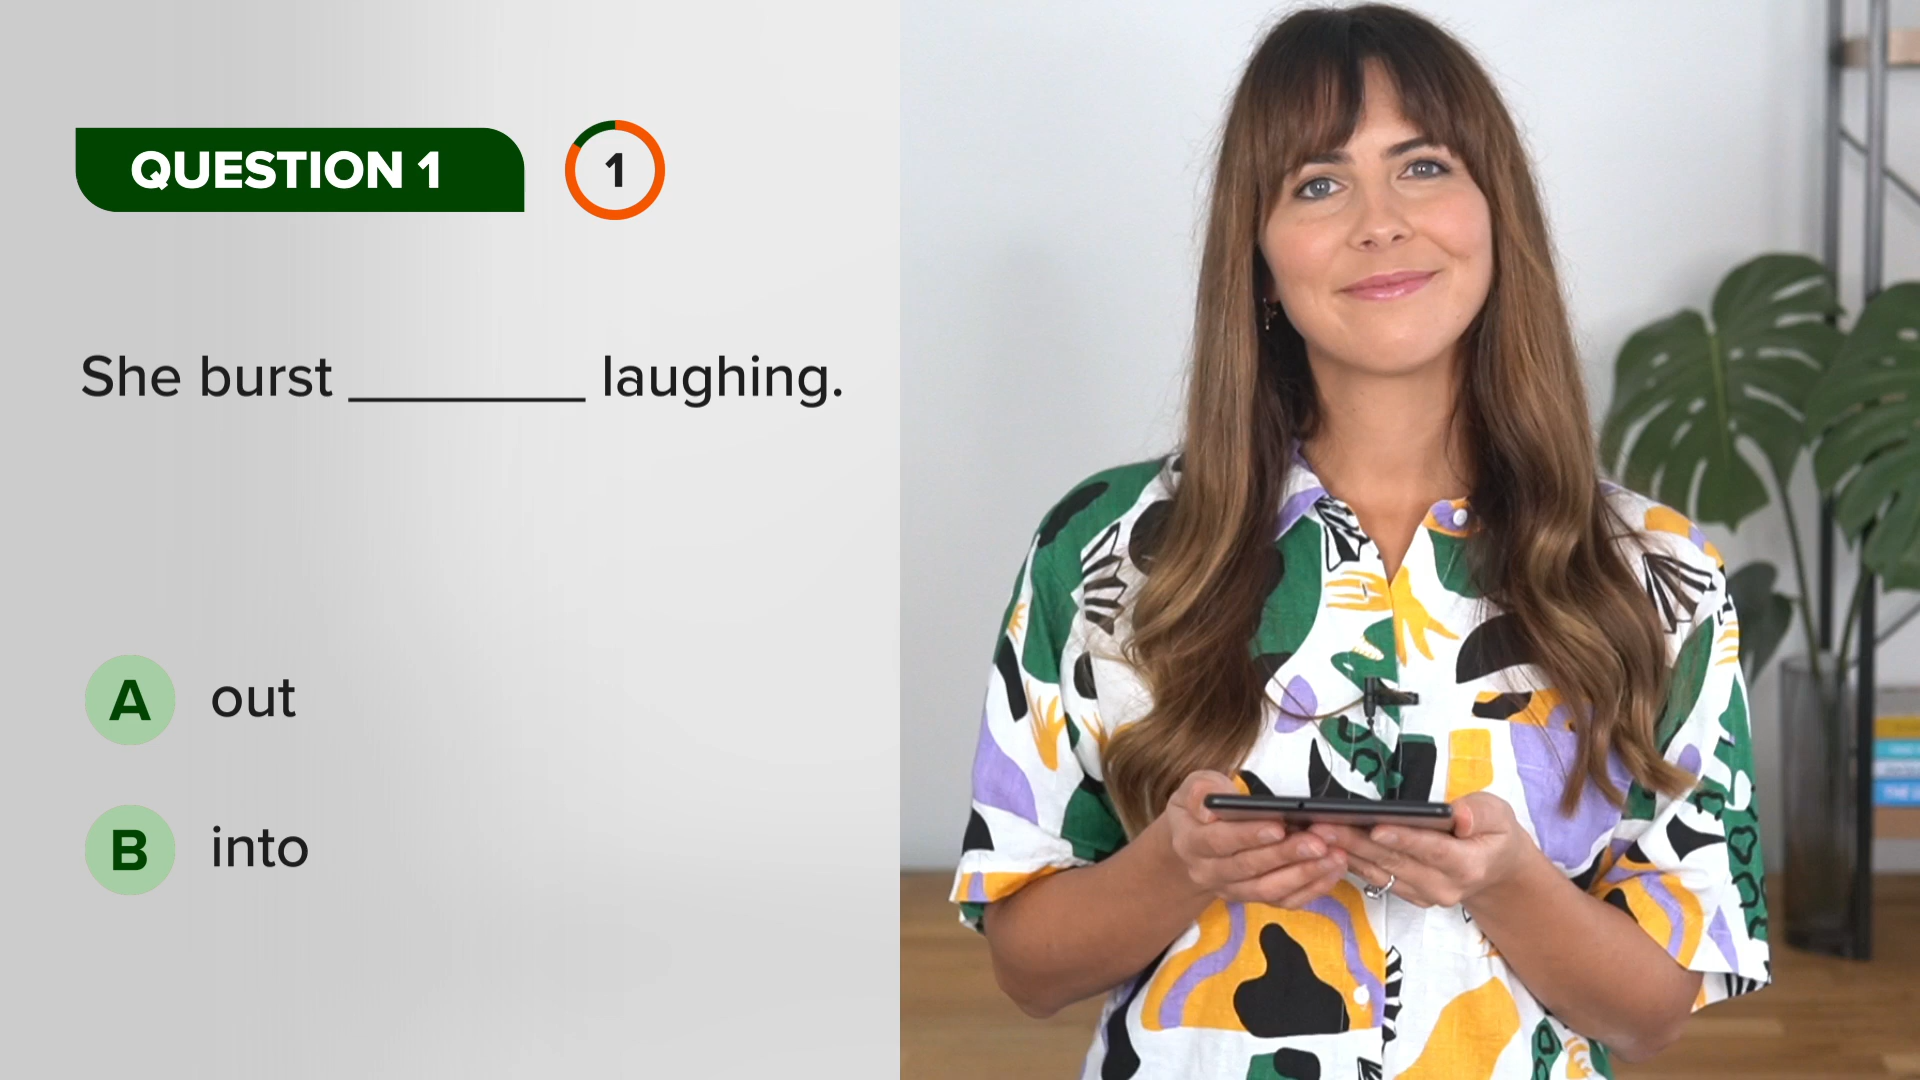 QUESTION 1
1
She burst ________ laughing.
A out
B into